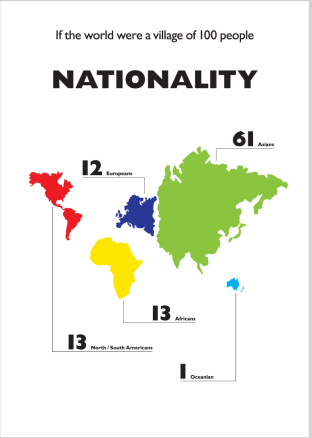 If the world were a village of 100 people
NATIONALITY
61 Asians
12 Europeans
13 Africans
13 North / South Americans
1 Oceanian